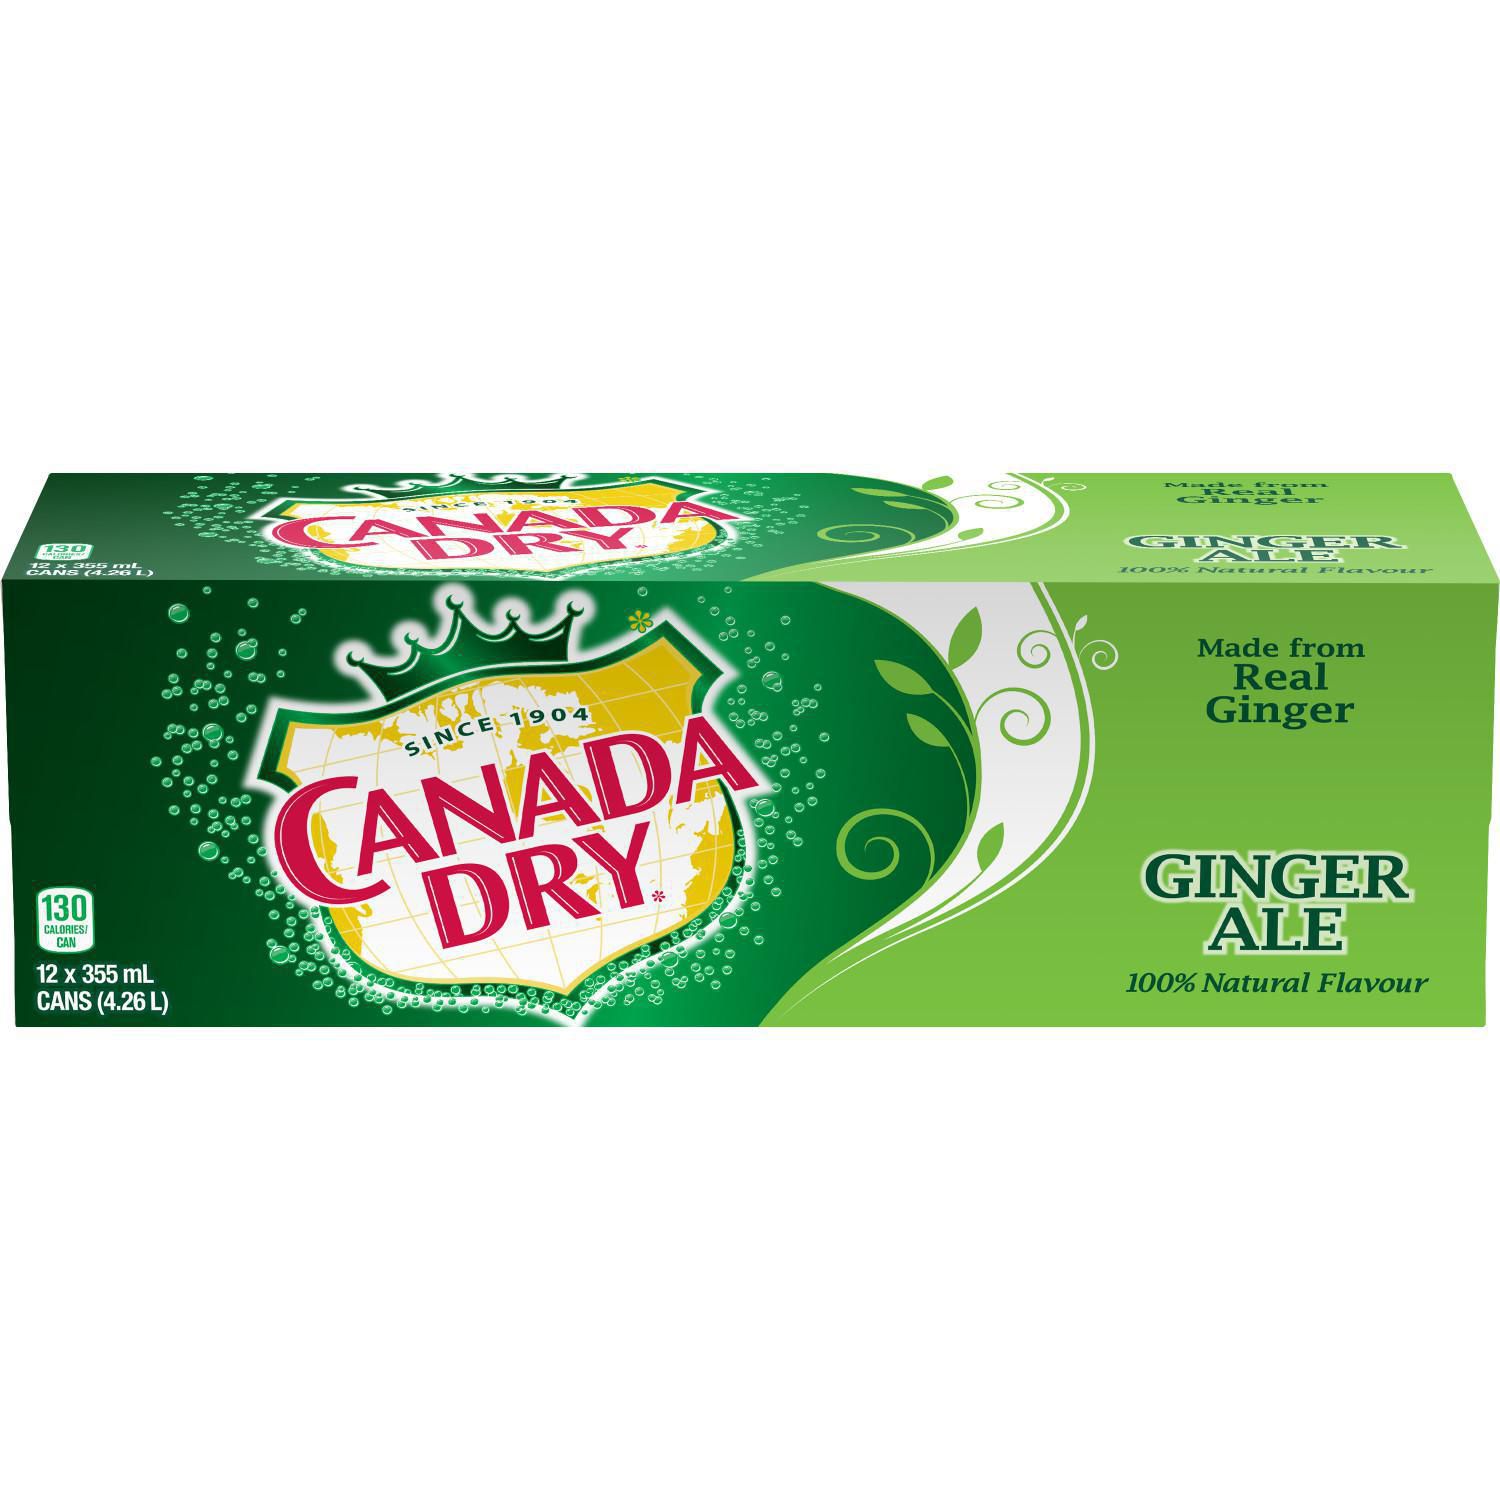 SINCE 1904
CANADA
DRY
Made from
Real
Ginger
GINGER
ALE
100% Natural Flavour
130
CALORIES/
CAN
12 x 355 mL
CANS (4.26 L)
SINCE 1904
CANADA
DRY
Made from
Real
Ginger
GINGER
ALE
100% Natural Flavour
130
CALORIES/
CAN
12 x 355 mL
CANS (4.26 L)